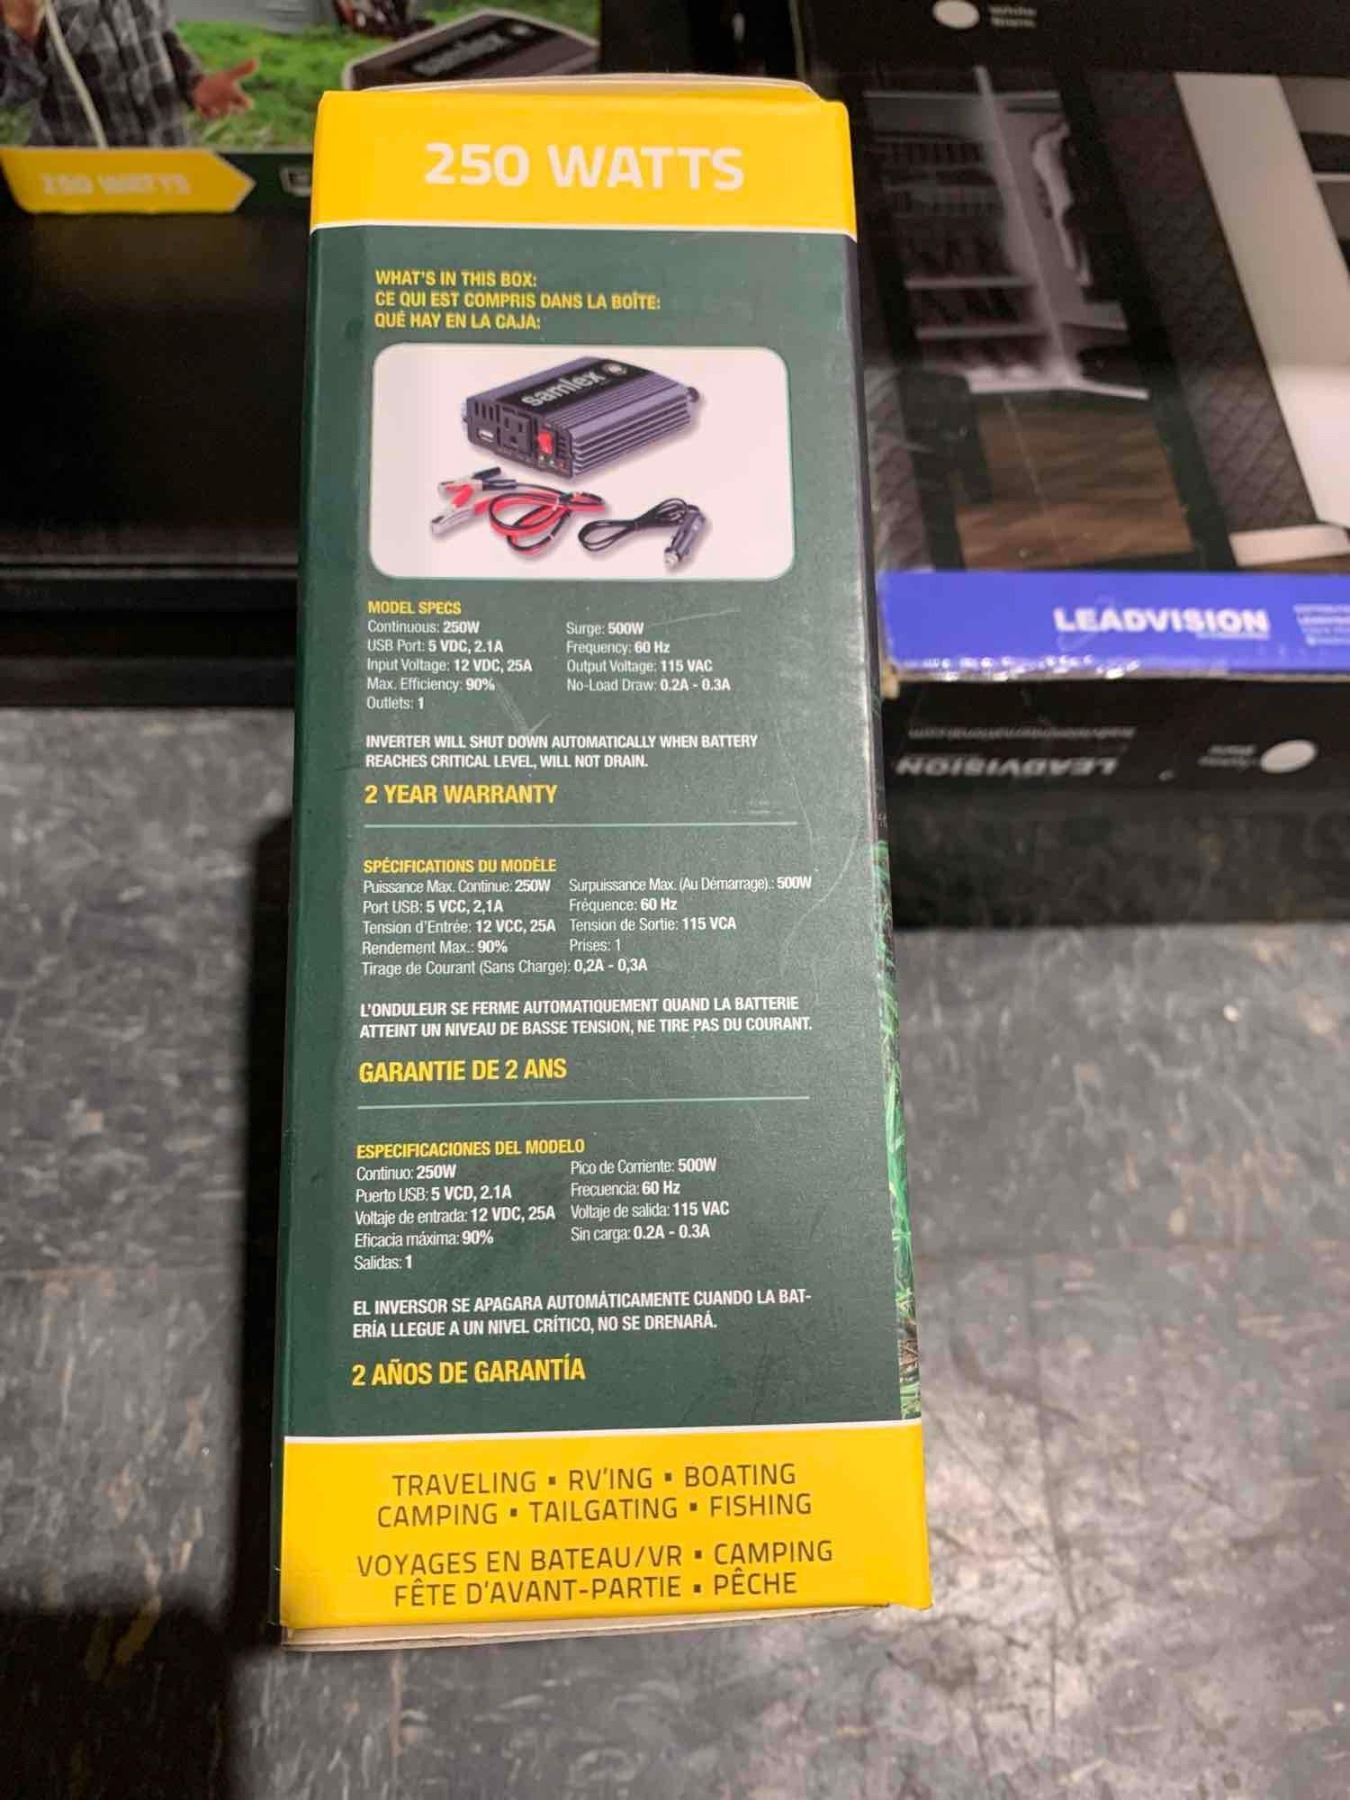 250 WATTS
WHAT'S IN THIS BOX:
CE QUI EST COMPRIS DANS LA BOÎTE:
QUÉ HAY EN LA CAJA:
samlex
MODEL SPECS
Continuous: 250W Surge: 500W
USB Port: 5 VDC, 2.1A Frequency: 60 Hz
Input Voltage: 12 VDC, 25A Output Voltage: 115 VAC
Max. Efficiency: 90% No-Load Draw: 0.2A - 0.3A
Outlets: 1
INVERTER WILL SHUT DOWN AUTOMATICALLY WHEN BATTERY
REACHES CRITICAL LEVEL, WILL NOT DRAIN.
2 YEAR WARRANTY
SPÉCIFICATIONS DU MODÈLE
Puissance Max. Continue: 250W Surpuissance Max. (Au Démarrage).: 500W
Port USB: 5 VCC, 2,1A Fréquence: 60 Hz
Tension d'Entrée: 12 VCC, 25A Tension de Sortie: 115 VCA
Rendement Max.: 90% Prises: 1
Tirage de Courant (Sans Charge): 0,2A - 0,3A
L'ONDULEUR SE FERME AUTOMATIQUEMENT QUAND LA BATTERIE
ATTEINT UN NIVEAU DE BASSE TENSION, NE TIRE PAS DU COURANT.
GARANTIE DE 2 ANS
ESPECIFICACIONES DEL MODELO
Continuo: 250W Pico de Corriente: 500W
Puerto USB: 5 VCD, 2.1A Frecuencia: 60 Hz
Voltaje de entrada: 12 VDC, 25A Voltaje de salida: 115 VAC
Eficacia máxima: 90% Sin carga: 0.2A - 0.3A
Salidas: 1
EL INVERSOR SE APAGARA AUTOMÁTICAMENTE CUANDO LA BAT-
ERÍA LLEGUE A UN NIVEL CRÍTICO, NO SE DRENARÁ.
2 AÑOS DE GARANTÍA
TRAVELING ▪ RV'ING ▪ BOATING
CAMPING ▪ TAILGATING ▪ FISHING
VOYAGES EN BATEAU/VR ▪ CAMPING
FÊTE D'AVANT-PARTIE ▪ PÊCHE
250 WATTS
samlex
White
LEADVISION
LEADVISION